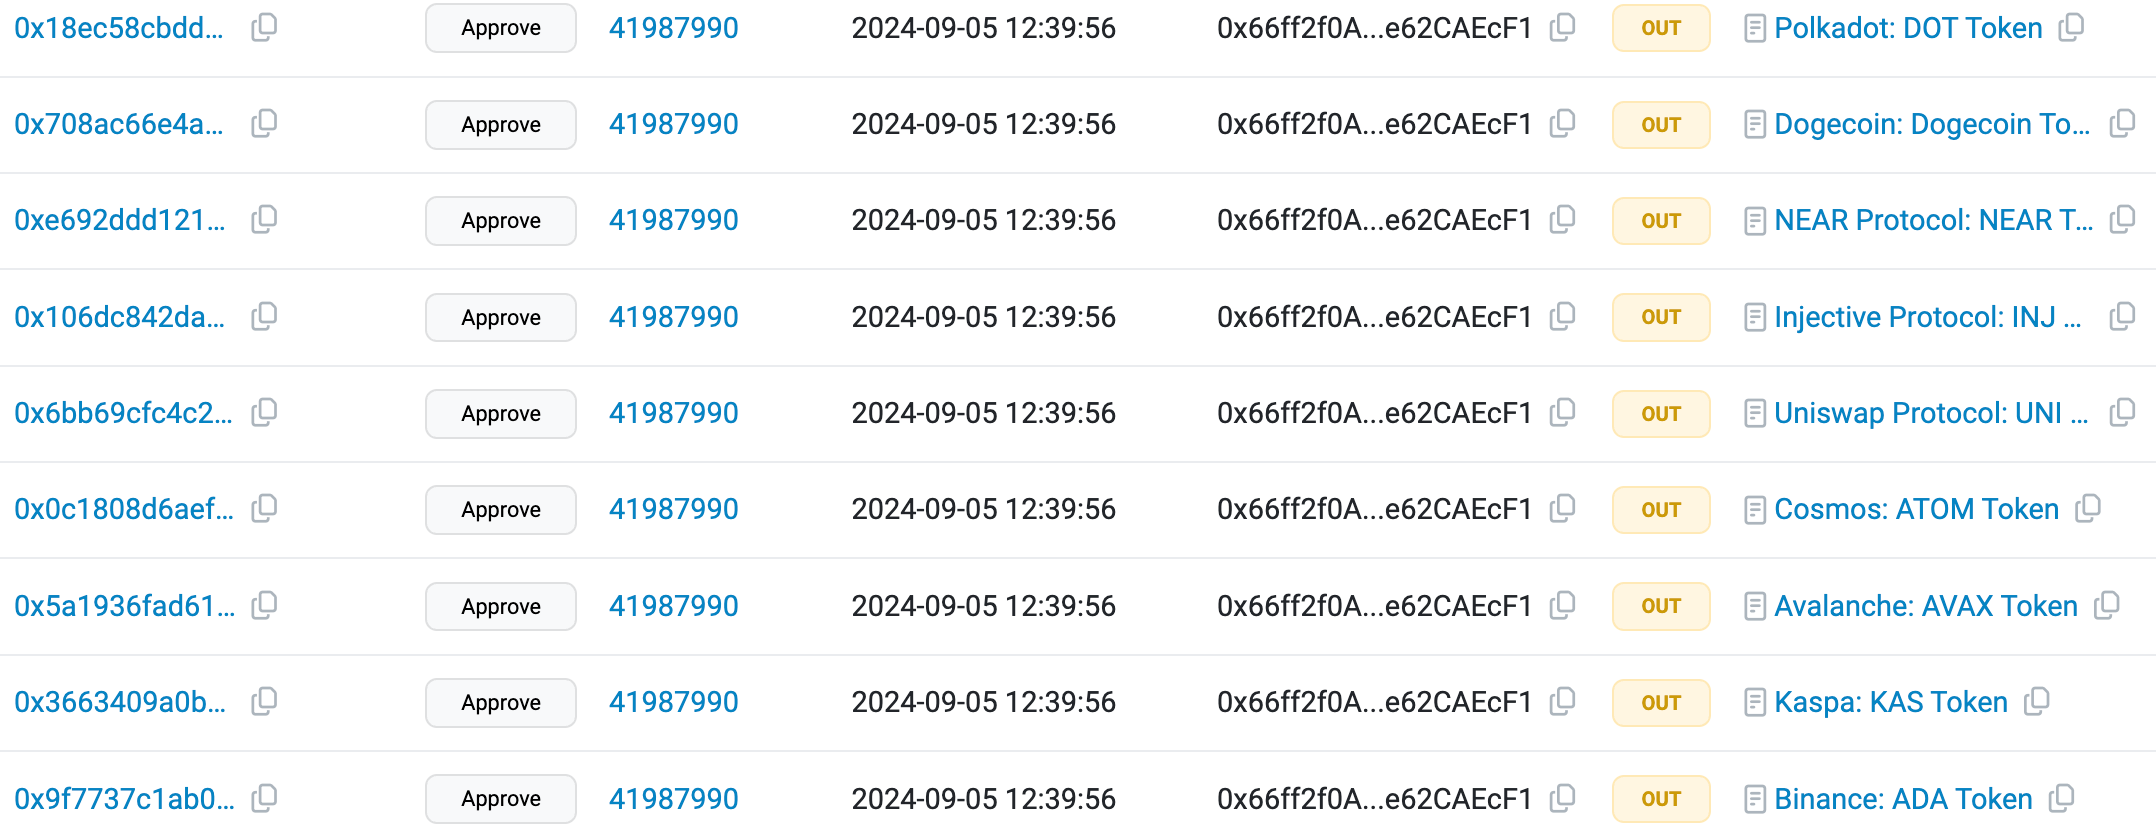 0x18ec58cbdd... Approve 41987990 2024-09-05 12:39:56 0x66ff2f0A...e62CAEcF1 OUT Polkadot: DOT Token
0x708ac66e4a... Approve 41987990 2024-09-05 12:39:56 0x66ff2f0A...e62CAEcF1 OUT Dogecoin: Dogecoin To...
0xe692ddd121... Approve 41987990 2024-09-05 12:39:56 0x66ff2f0A...e62CAEcF1 OUT NEAR Protocol: NEAR T...
0x106dc842da... Approve 41987990 2024-09-05 12:39:56 0x66ff2f0A...e62CAEcF1 OUT Injective Protocol: INJ ...
0x6bb69cfc4c2... Approve 41987990 2024-09-05 12:39:56 0x66ff2f0A...e62CAEcF1 OUT Uniswap Protocol: UNI ...
0x0c1808d6aef... Approve 41987990 2024-09-05 12:39:56 0x66ff2f0A...e62CAEcF1 OUT Cosmos: ATOM Token
0x5a1936fad61... Approve 41987990 2024-09-05 12:39:56 0x66ff2f0A...e62CAEcF1 OUT Avalanche: AVAX Token
0x3663409a0b... Approve 41987990 2024-09-05 12:39:56 0x66ff2f0A...e62CAEcF1 OUT Kaspa: KAS Token
0x9f7737c1ab0... Approve 41987990 2024-09-05 12:39:56 0x66ff2f0A...e62CAEcF1 OUT Binance: ADA Token